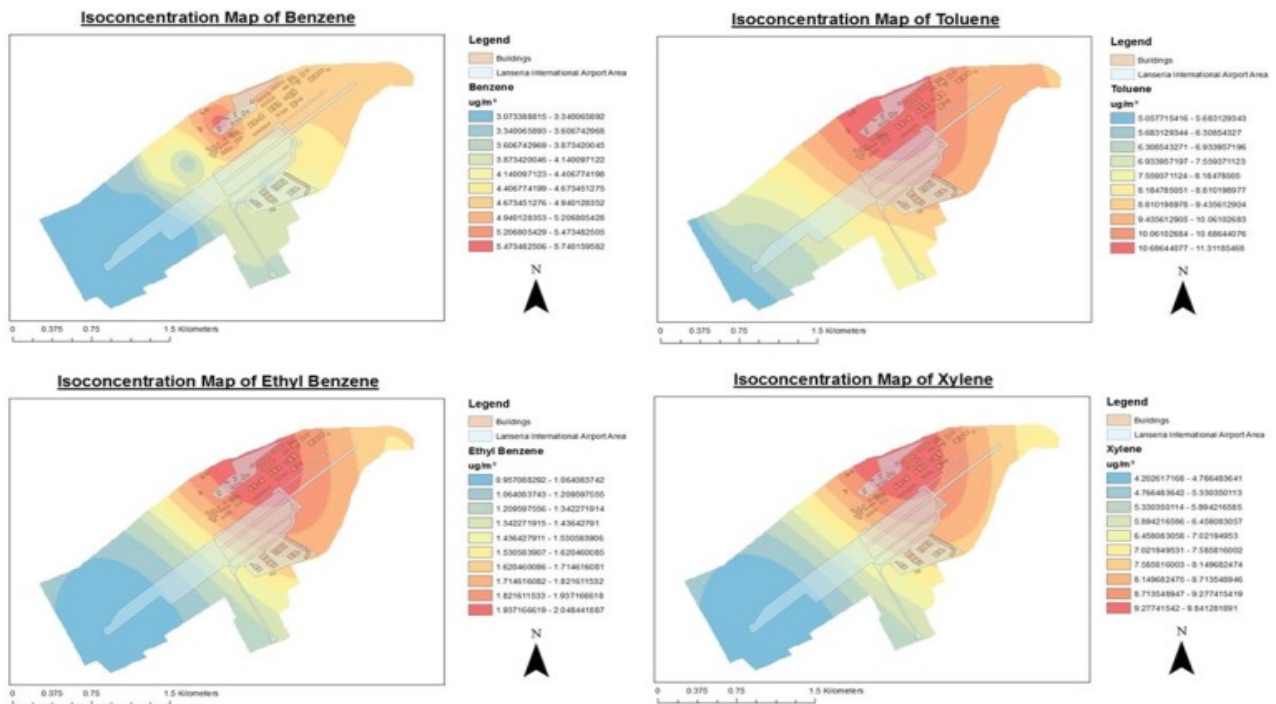 Isoconcentration Map of Benzene
Legend
Buildings
Lanseria International Airport Area
Benzene
ug/m³
3.073388815 - 3.340065892
3.340065893 - 3.606742968
3.606742969 - 3.873420045
3.873420046 - 4.140097122
4.140097123 - 4.406774198
4.406774199 - 4.673451275
4.673451276 - 4.940128352
4.940128353 - 5.206805428
5.206805429 - 5.473482505
5.473482506 - 5.740159582
N
0 0.375 0.75 1.5 Kilometers
Isoconcentration Map of Toluene
Legend
Buildings
Lanseria International Airport Area
Toluene
ug/m³
5.057715416 - 5.683129343
5.683129344 - 6.30854327
6.308543271 - 6.933957196
6.933957197 - 7.559371123
7.559371124 - 8.18478505
8.184785051 - 8.810198977
8.810198978 - 9.435612904
9.435612905 - 10.06102683
10.06102684 - 10.68644076
10.68644077 - 11.31185468
N
0 0.375 0.75 1.5 Kilometers
Isoconcentration Map of Ethyl Benzene
Legend
Buildings
Lanseria International Airport Area
Ethyl Benzene
ug/m³
0.957088292 - 1.064083742
1.064083743 - 1.209597555
1.209597556 - 1.342271914
1.342271915 - 1.43642791
1.436427911 - 1.530583906
1.530583907 - 1.620460085
1.620460086 - 1.714616081
1.714616082 - 1.821611532
1.821611533 - 1.937166618
1.937166619 - 2.048441887
N
0 0.375 0.75 1.5 Kilometers
Isoconcentration Map of Xylene
Legend
Buildings
Lanseria International Airport Area
Xylene
ug/m³
4.202617168 - 4.766483641
4.766483642 - 5.330350113
5.330350114 - 5.894216585
5.894216586 - 6.458083057
6.458083058 - 7.02194953
7.021949531 - 7.585816002
7.585816003 - 8.149682474
8.149682475 - 8.713548946
8.713548947 - 9.277415419
9.27741542 - 9.841281891
N
0 0.375 0.75 1.5 Kilometers